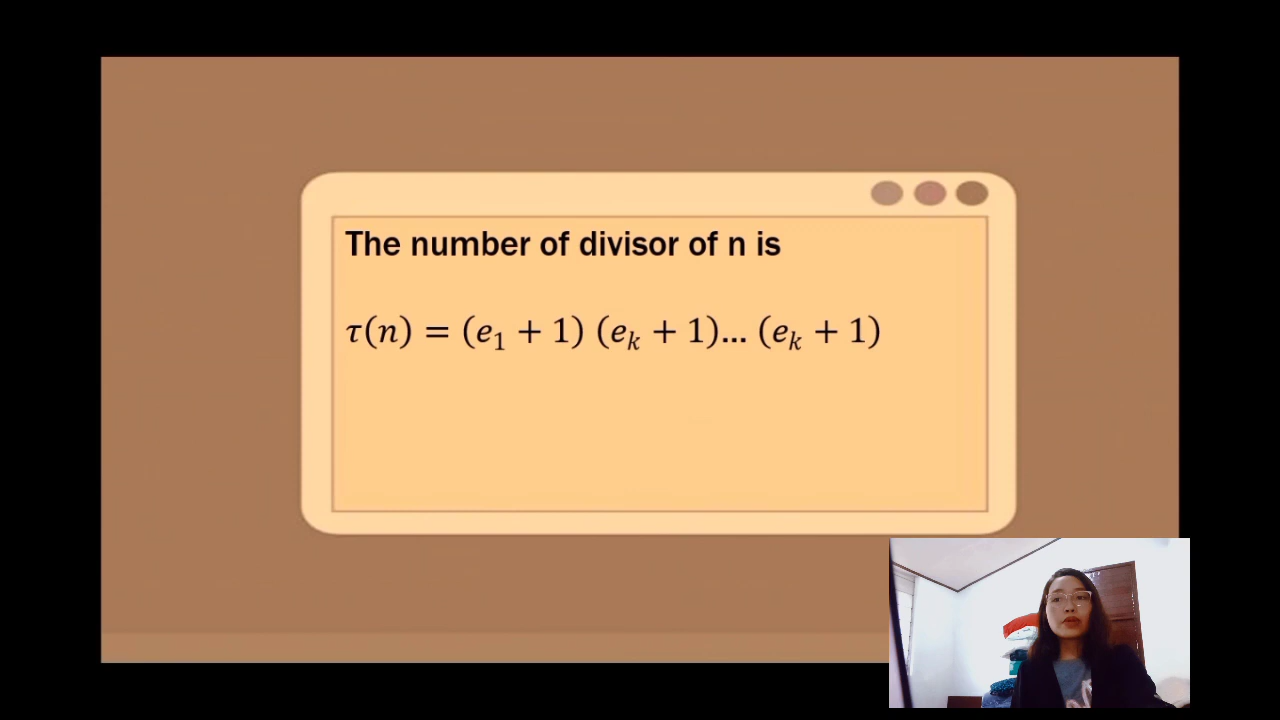 The number of divisor of n is
τ(n) = (e₁ + 1) (eₖ + 1)... (eₖ + 1)